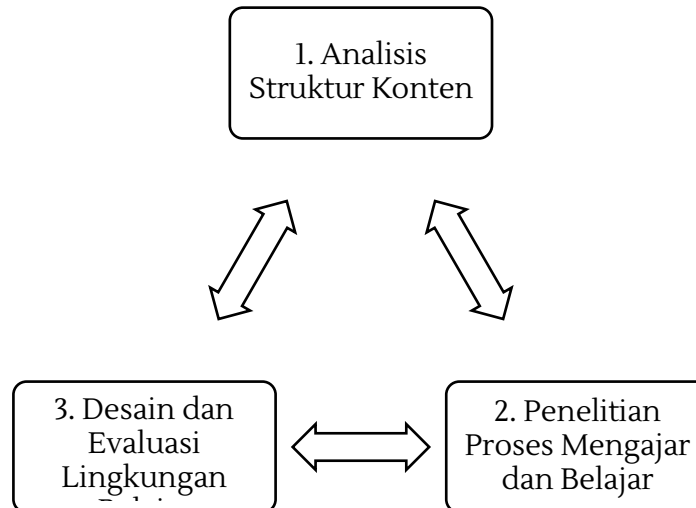 1. Analisis
Struktur Konten
3. Desain dan
Evaluasi
Lingkungan
2. Penelitian
Proses Mengajar
dan Belajar